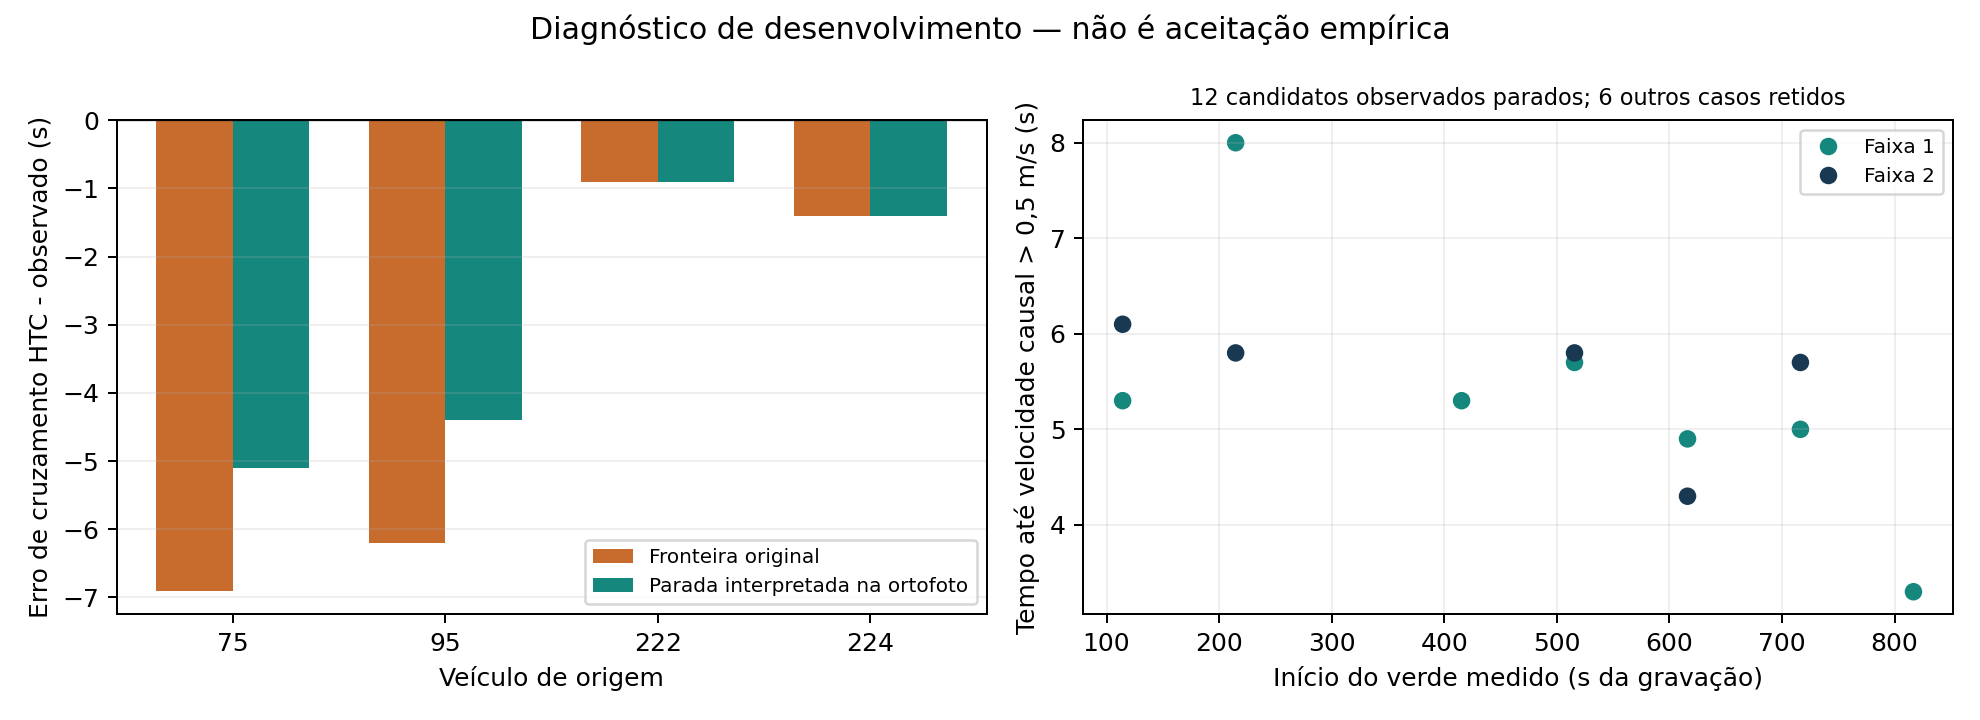 Diagnóstico de desenvolvimento — não é aceitação empírica
Erro de cruzamento HTC - observado (s)
0
−1
−2
−3
−4
−5
−6
−7
75
95
222
224
Veículo de origem
Fronteira original
Parada interpretada na ortofoto
12 candidatos observados parados; 6 outros casos retidos
Tempo até velocidade causal > 0,5 m/s (s)
8
7
6
5
4
100
200
300
400
500
600
700
800
Início do verde medido (s da gravação)
Faixa 1
Faixa 2